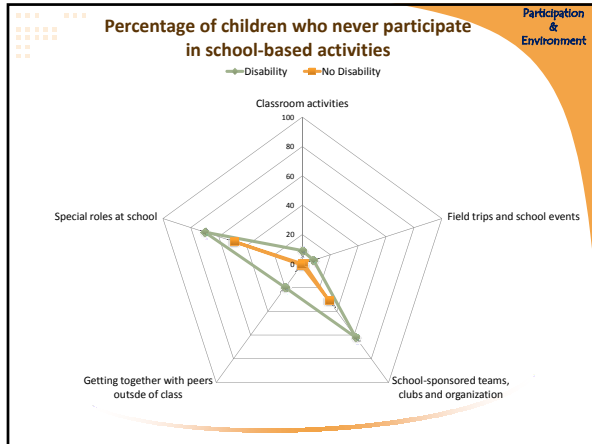 Participation
&
Environment
Percentage of children who never participate
in school-based activities
Disability No Disability
Classroom activities
100
80
60
40
20
0
Special roles at school
Field trips and school events
Getting together with peers
outsde of class
School-sponsored teams,
clubs and organization